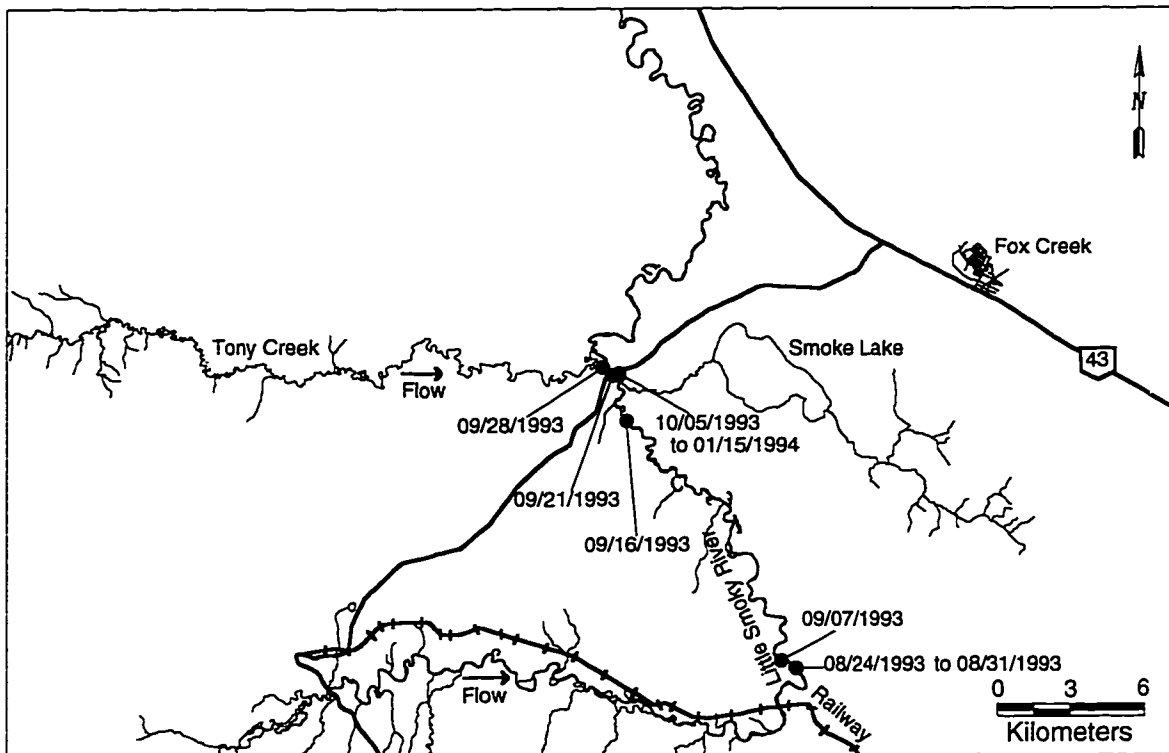 N
Fox Creek
Tony Creek
Smoke Lake
43
Flow
09/28/1993
10/05/1993
to 01/15/1994
09/21/1993
09/16/1993
Little Smoky River
09/07/1993
08/24/1993 to 08/31/1993
Flow
Railway
0 3 6
Kilometers